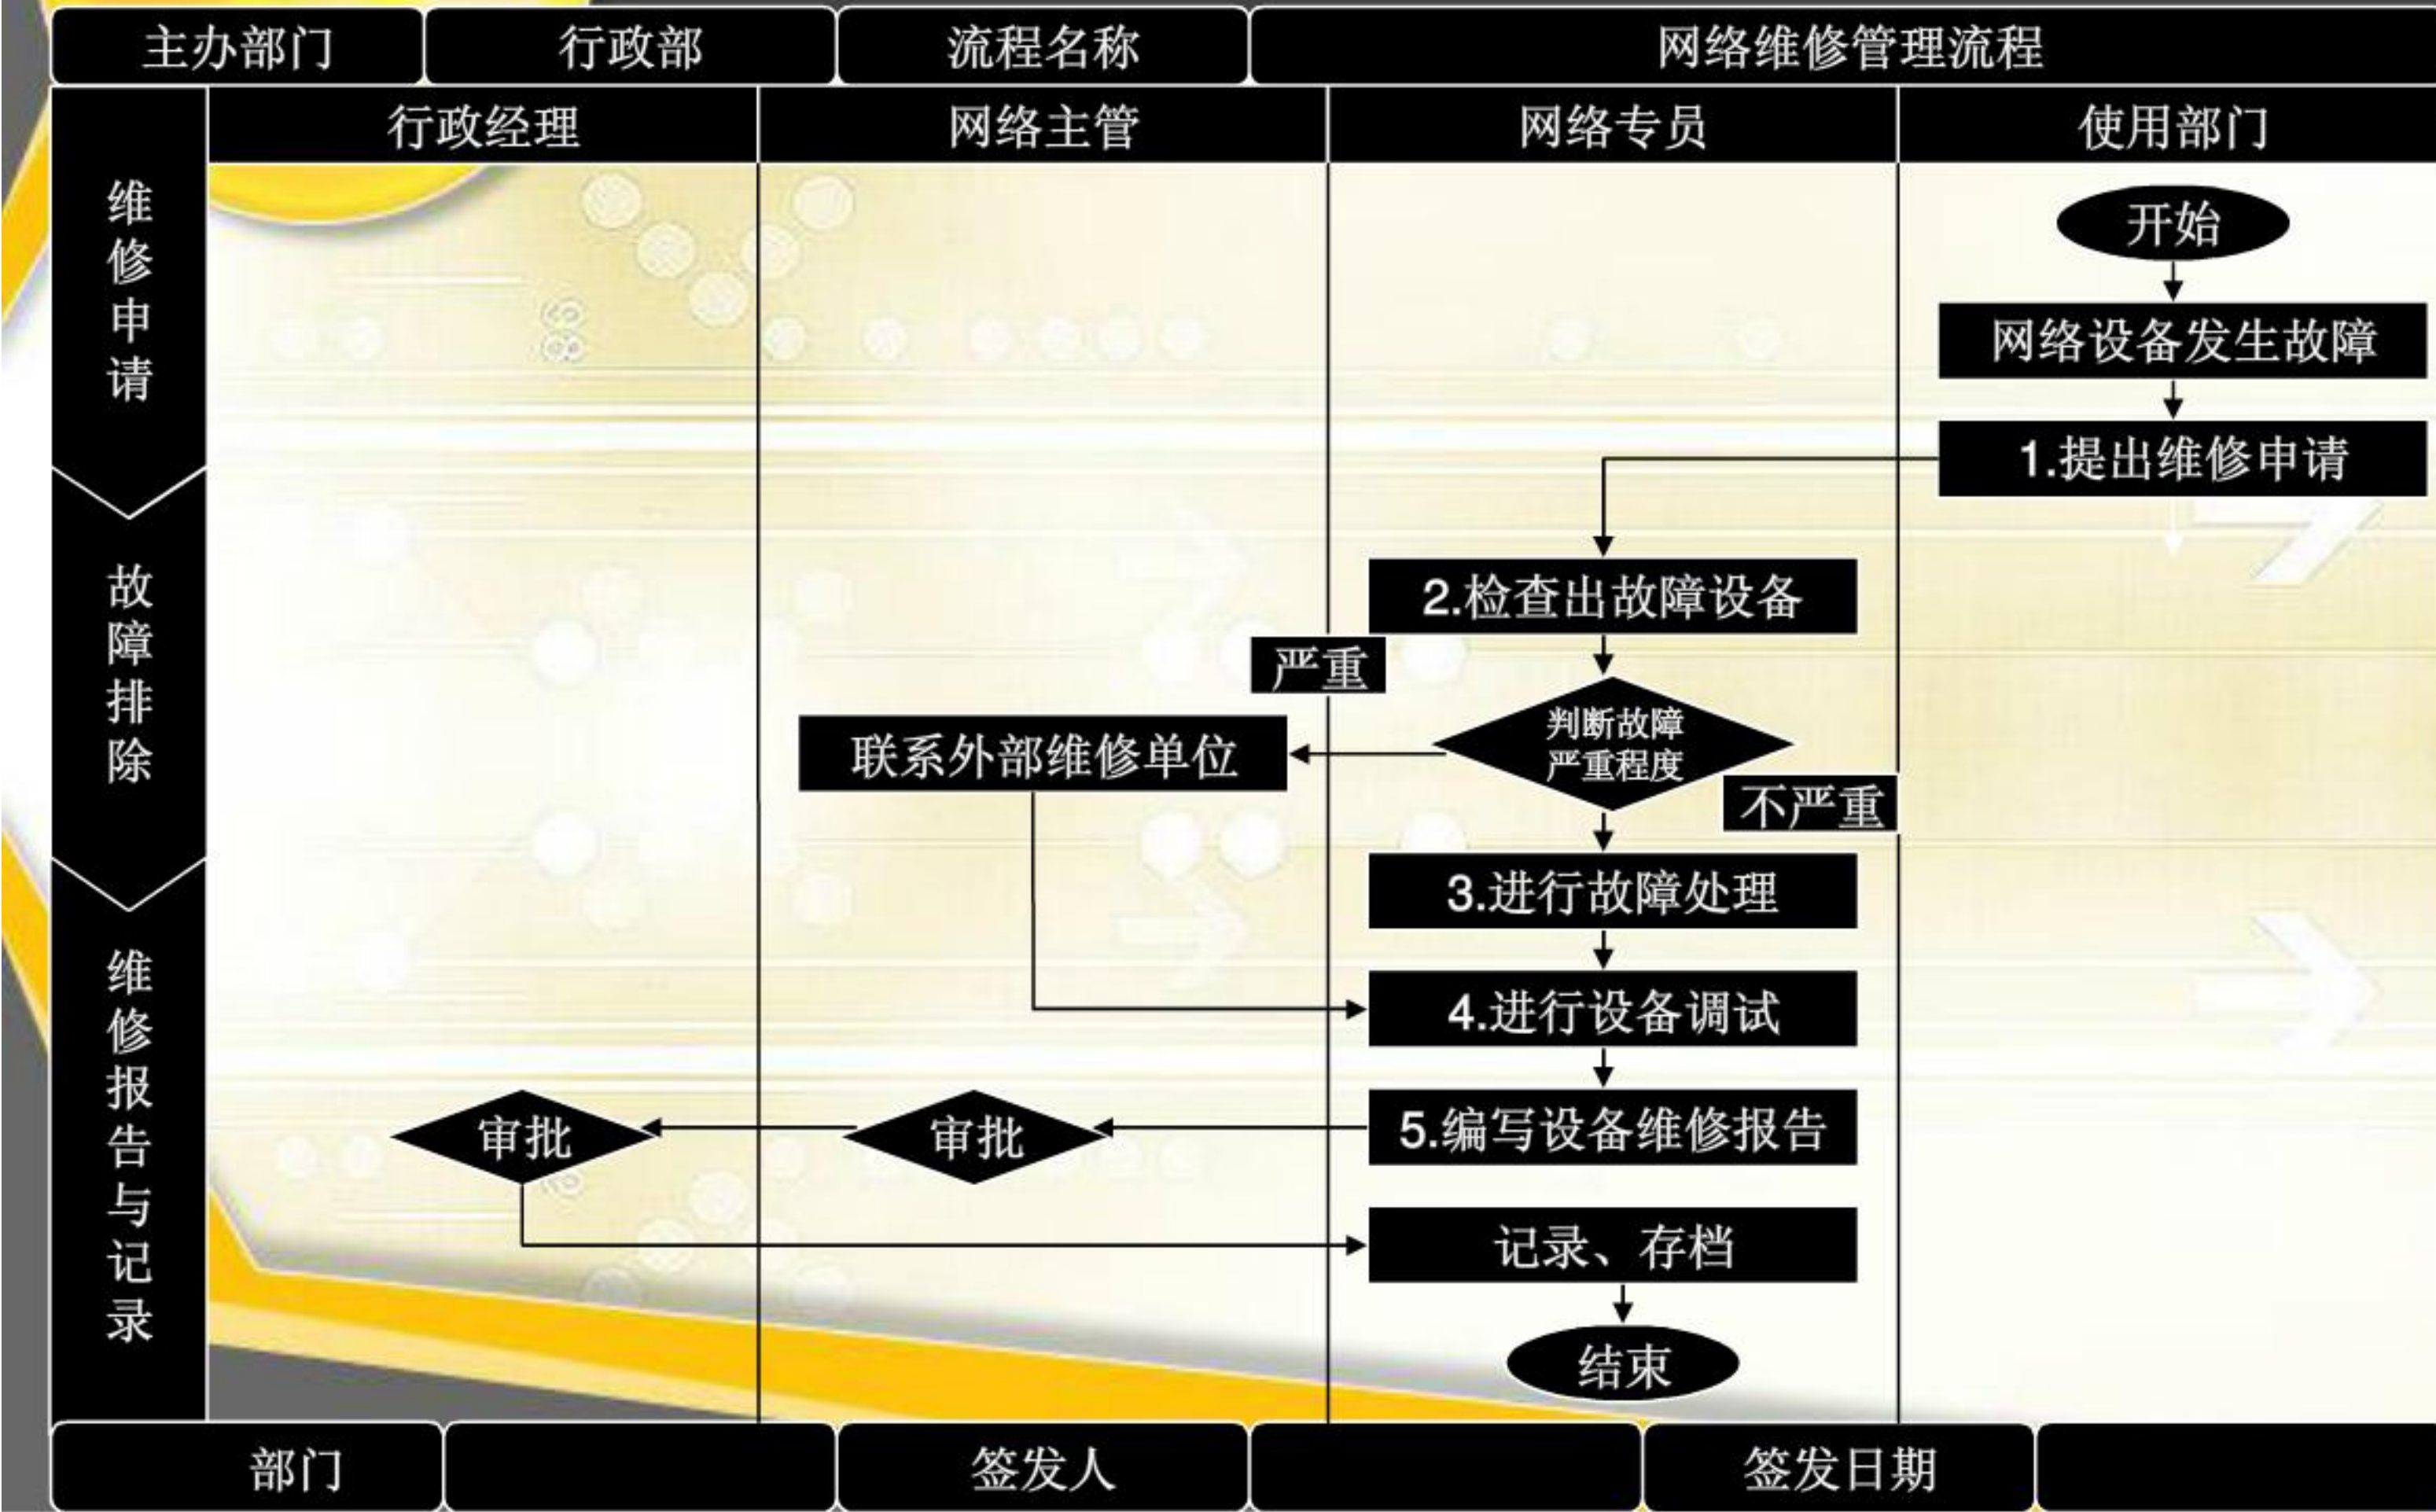 主办部门
行政部
流程名称
网络维修管理流程
行政经理
网络主管
网络专员
使用部门
维修申请
开始
网络设备发生故障
1.提出维修申请
故障排除
2.检查出故障设备
严重
判断故障
严重程度
联系外部维修单位
不严重
3.进行故障处理
维修报告与记录
4.进行设备调试
审批
审批
5.编写设备维修报告
记录、存档
结束
部门
签发人
签发日期